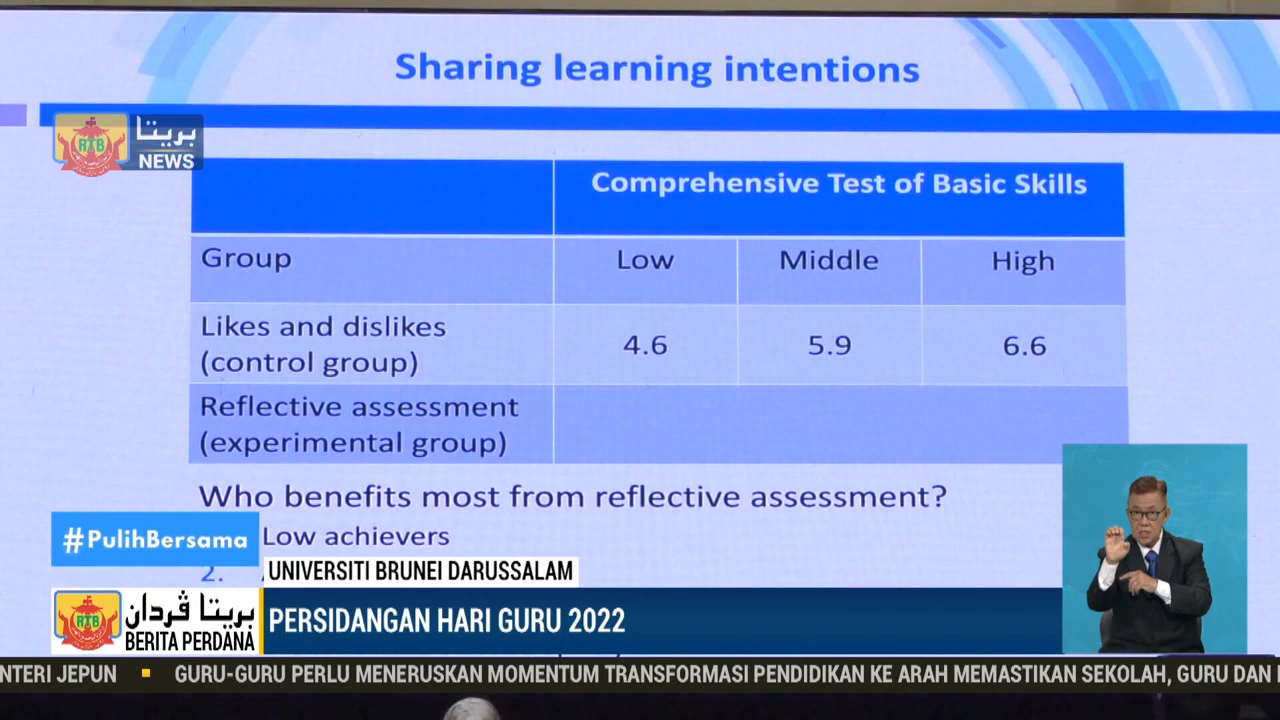 Sharing learning intentions
بريتا
RTB
NEWS
Comprehensive Test of Basic Skills
Group
Low
Middle
High
Likes and dislikes
(control group)
4.6
5.9
6.6
Reflective assessment
(experimental group)
Who benefits most from reflective assessment?
#PulihBersama
Low achievers
2.
UNIVERSITI BRUNEI DARUSSALAM
بريتا ڤردان
RTB
BERITA PERDANA
PERSIDANGAN HARI GURU 2022
NTERI JEPUN ▪ GURU-GURU PERLU MENERUSKAN MOMENTUM TRANSFORMASI PENDIDIKAN KE ARAH MEMASTIKAN SEKOLAH, GURU DAN